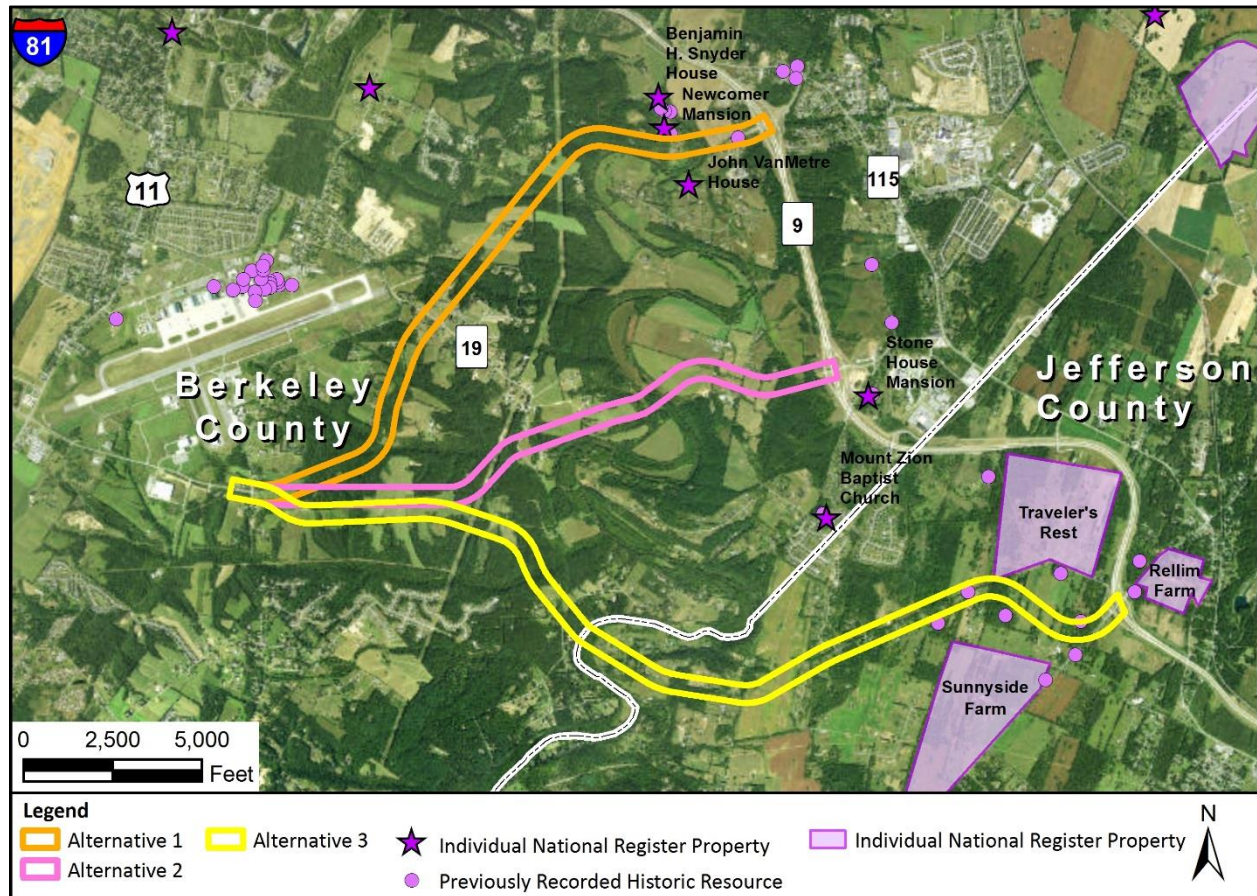 81
Benjamin
H. Snyder
House
Newcomer
Mansion
John VanMetre
House
11
115
9
19
Berkeley
County
Stone
House
Mansion
Jefferson
County
Mount Zion
Baptist
Church
Traveler's
Rest
Rellim
Farm
Sunnyside
Farm
0 2,500 5,000
Feet
Legend
Alternative 1
Alternative 2
Alternative 3
Individual National Register Property
Previously Recorded Historic Resource
Individual National Register Property
N